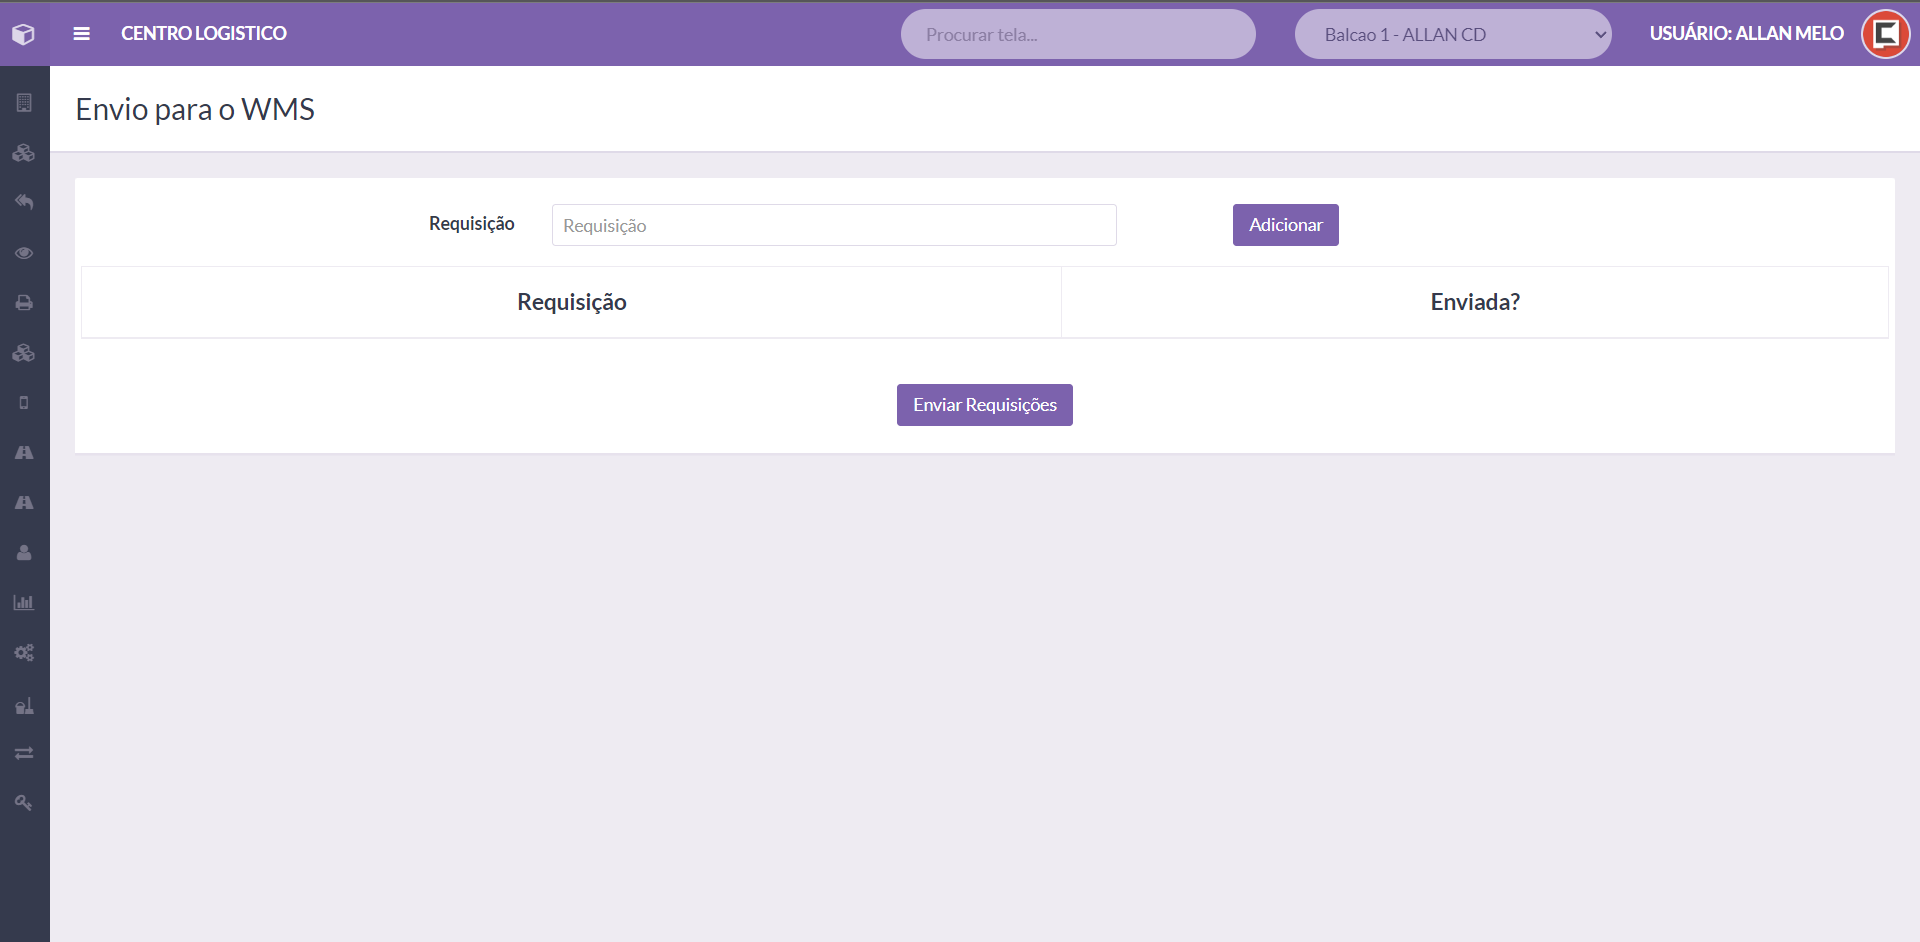 CENTRO LOGISTICO
Procurar tela...
Balcao 1 - ALLAN CD
USUÁRIO: ALLAN MELO
Envio para o WMS
Requisição
Requisição
Adicionar
Requisição
Enviada?
Enviar Requisições